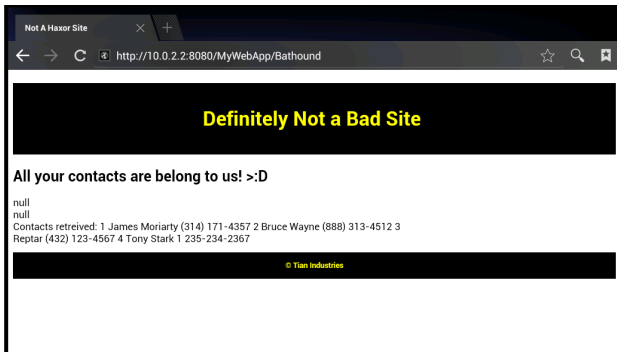 Not A Haxor Site
http://10.0.2.2:8080/MyWebApp/Bathound
Definitely Not a Bad Site
All your contacts are belong to us! >:D
null
null
Contacts retreived: 1 James Moriarty (314) 171-4357 2 Bruce Wayne (888) 313-4512 3
Reptar (432) 123-4567 4 Tony Stark 1 235-234-2367
© Tian Industries